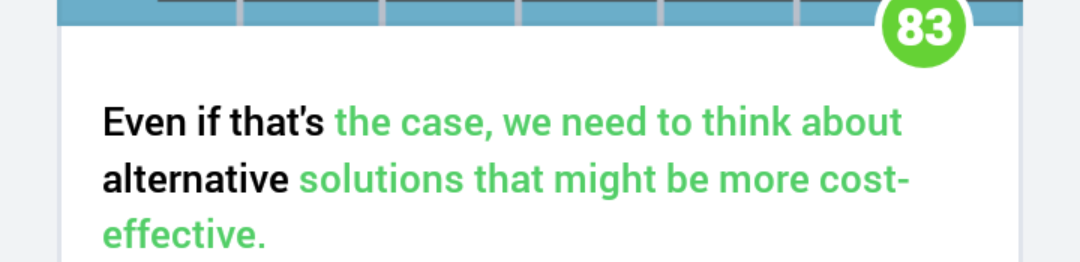 83
Even if that's the case, we need to think about
alternative solutions that might be more cost-
effective.